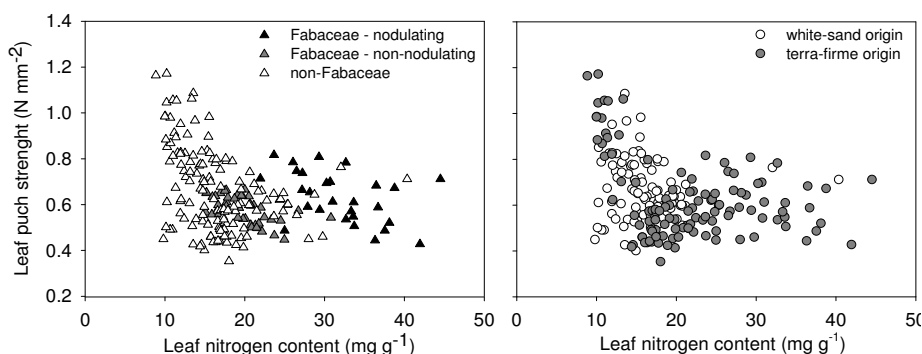 1.4
1.2
1.0
0.8
0.6
0.4
0.2
Leaf puch strenght (N mm-2)
Fabaceae - nodulating
Fabaceae - non-nodulating
non-Fabaceae
0 10 20 30 40 50
Leaf nitrogen content (mg g-1)
white-sand origin
terra-firme origin
0 10 20 30 40 50
Leaf nitrogen content (mg g-1)